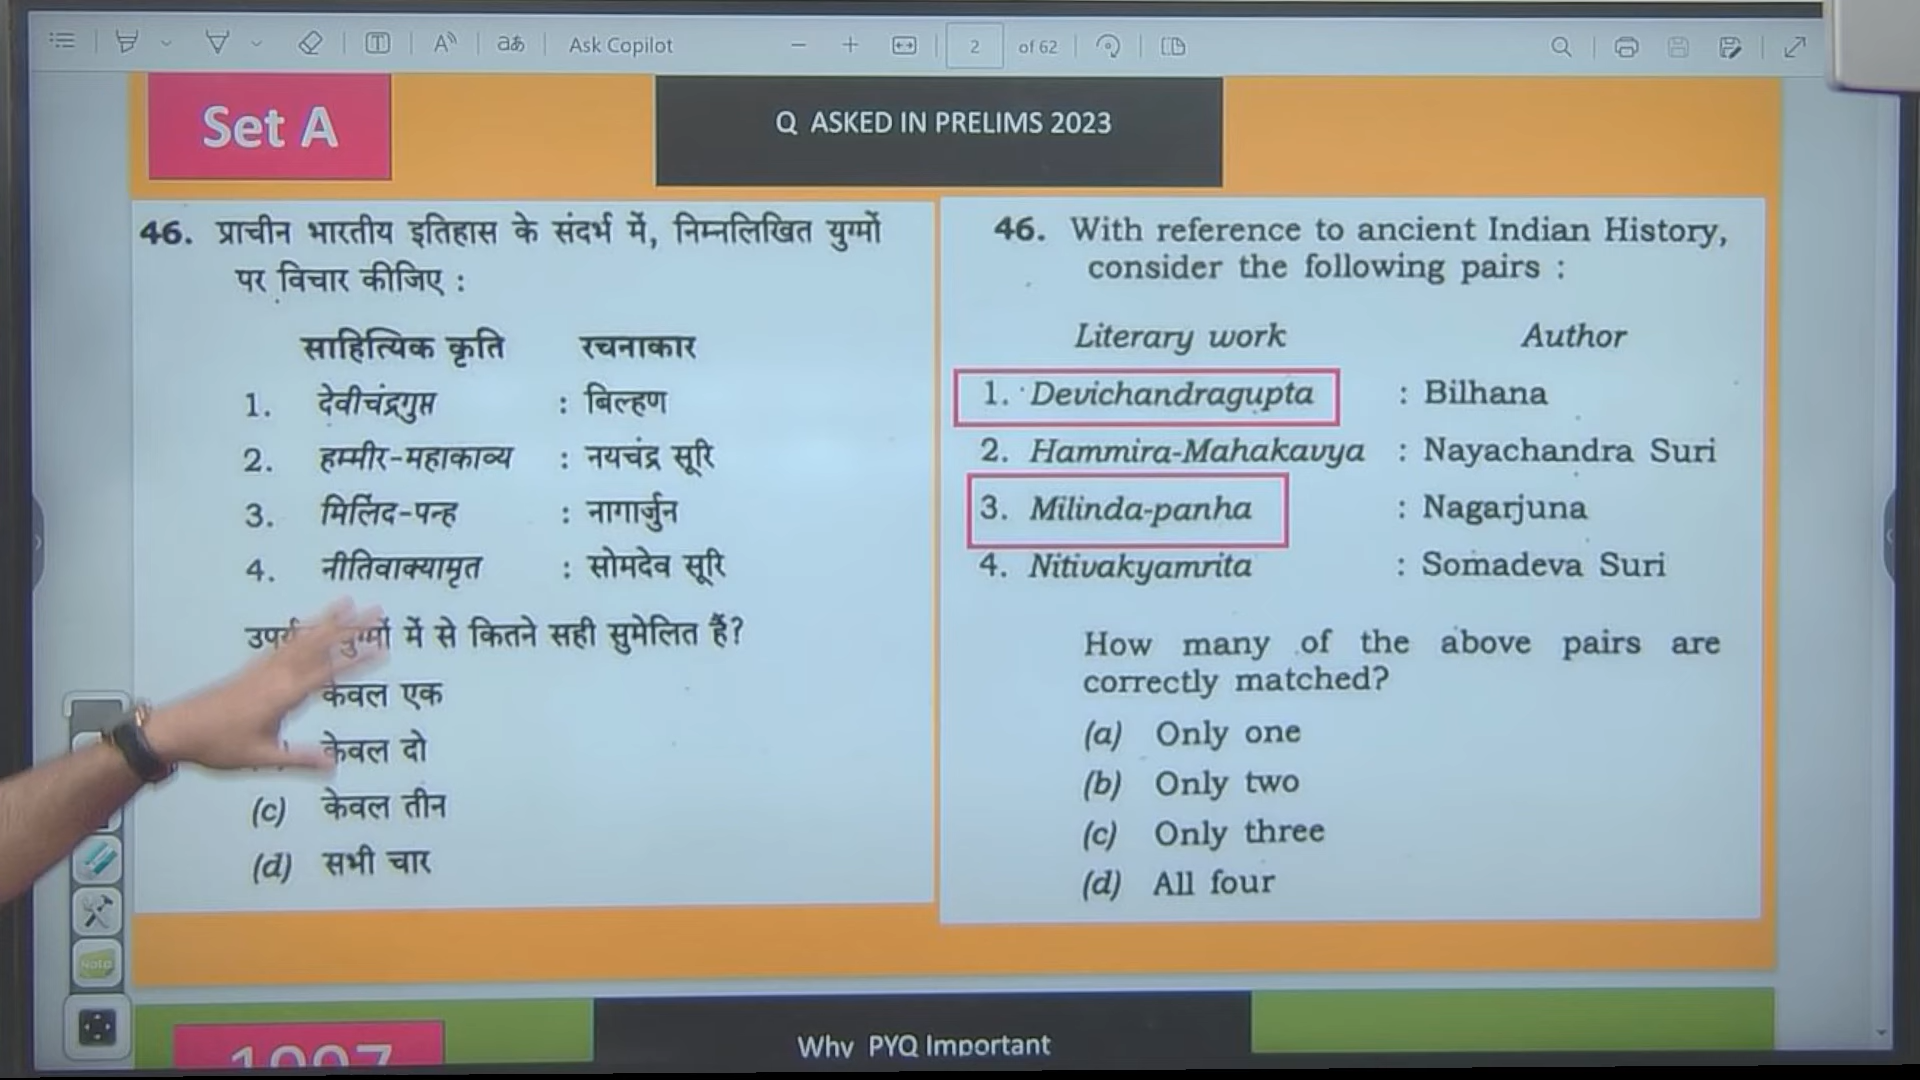 Ask Copilot
2 of 62
Set A
Q ASKED IN PRELIMS 2023
46. प्राचीन भारतीय इतिहास के संदर्भ में, निम्नलिखित युग्मों
पर विचार कीजिए :
साहित्यिक कृति रचनाकार
1. देवीचंद्रगुप्त : बिल्हण
2. हम्मीर-महाकाव्य : नयचंद्र सूरि
3. मिलिंद-पन्ह : नागार्जुन
4. नीतिवाक्यामृत : सोमदेव सूरि
में से कितने सही सुमेलित हैं?
केवल एक
केवल दो
(c) केवल तीन
(d) सभी चार
46. With reference to ancient Indian History,
consider the following pairs :
Literary work Author
1. Devichandragupta : Bilhana
2. Hammira-Mahakavya : Nayachandra Suri
3. Milinda-panha : Nagarjuna
4. Nitivakyamrita : Somadeva Suri
How many of the above pairs are
correctly matched?
(a) Only one
(b) Only two
(c) Only three
(d) All four
Note
1997
Why PYQ Important